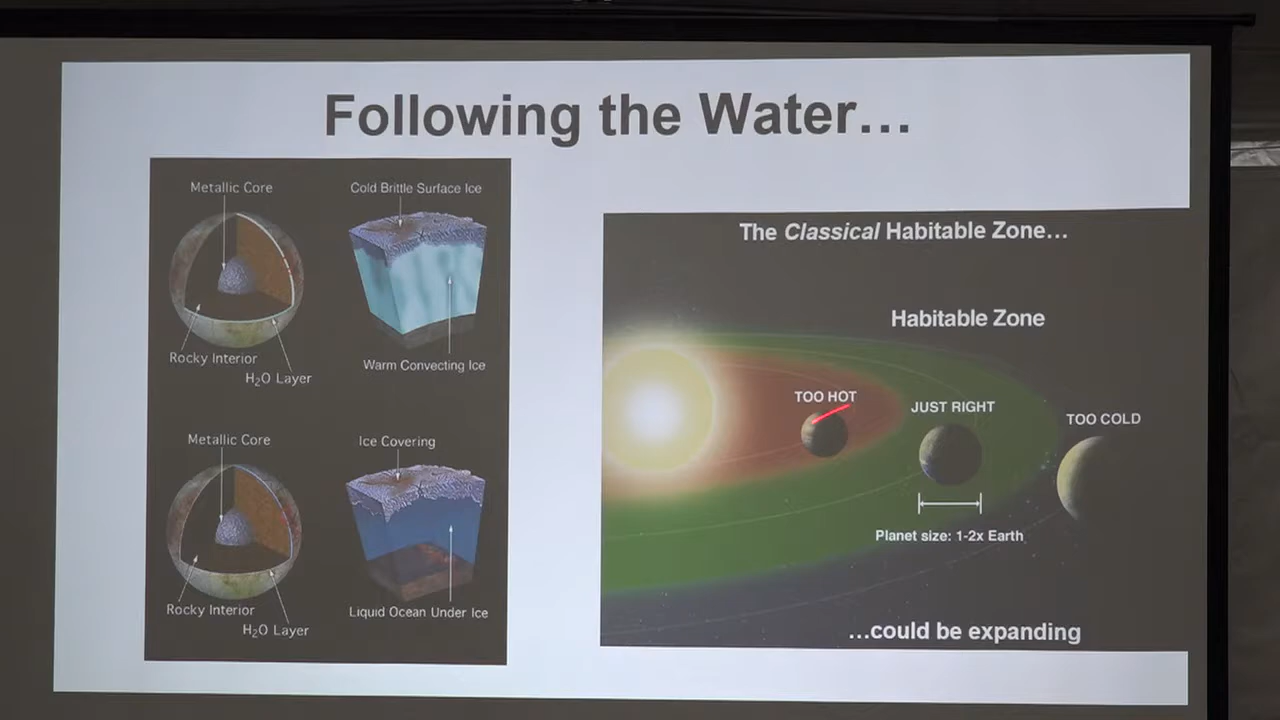 Following the Water...
Metallic Core
Cold Brittle Surface Ice
Rocky Interior
H₂O Layer
Warm Convecting Ice
Metallic Core
Ice Covering
Rocky Interior
H₂O Layer
Liquid Ocean Under Ice
The Classical Habitable Zone...
Habitable Zone
TOO HOT
JUST RIGHT
TOO COLD
Planet size: 1-2x Earth
...could be expanding